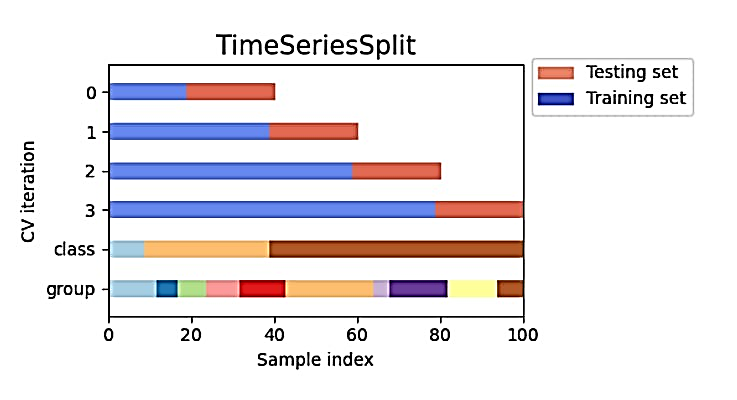 TimeSeriesSplit
Testing set
Training set
CV iteration
0
1
2
3
class
group
0 20 40 60 80 100
Sample index